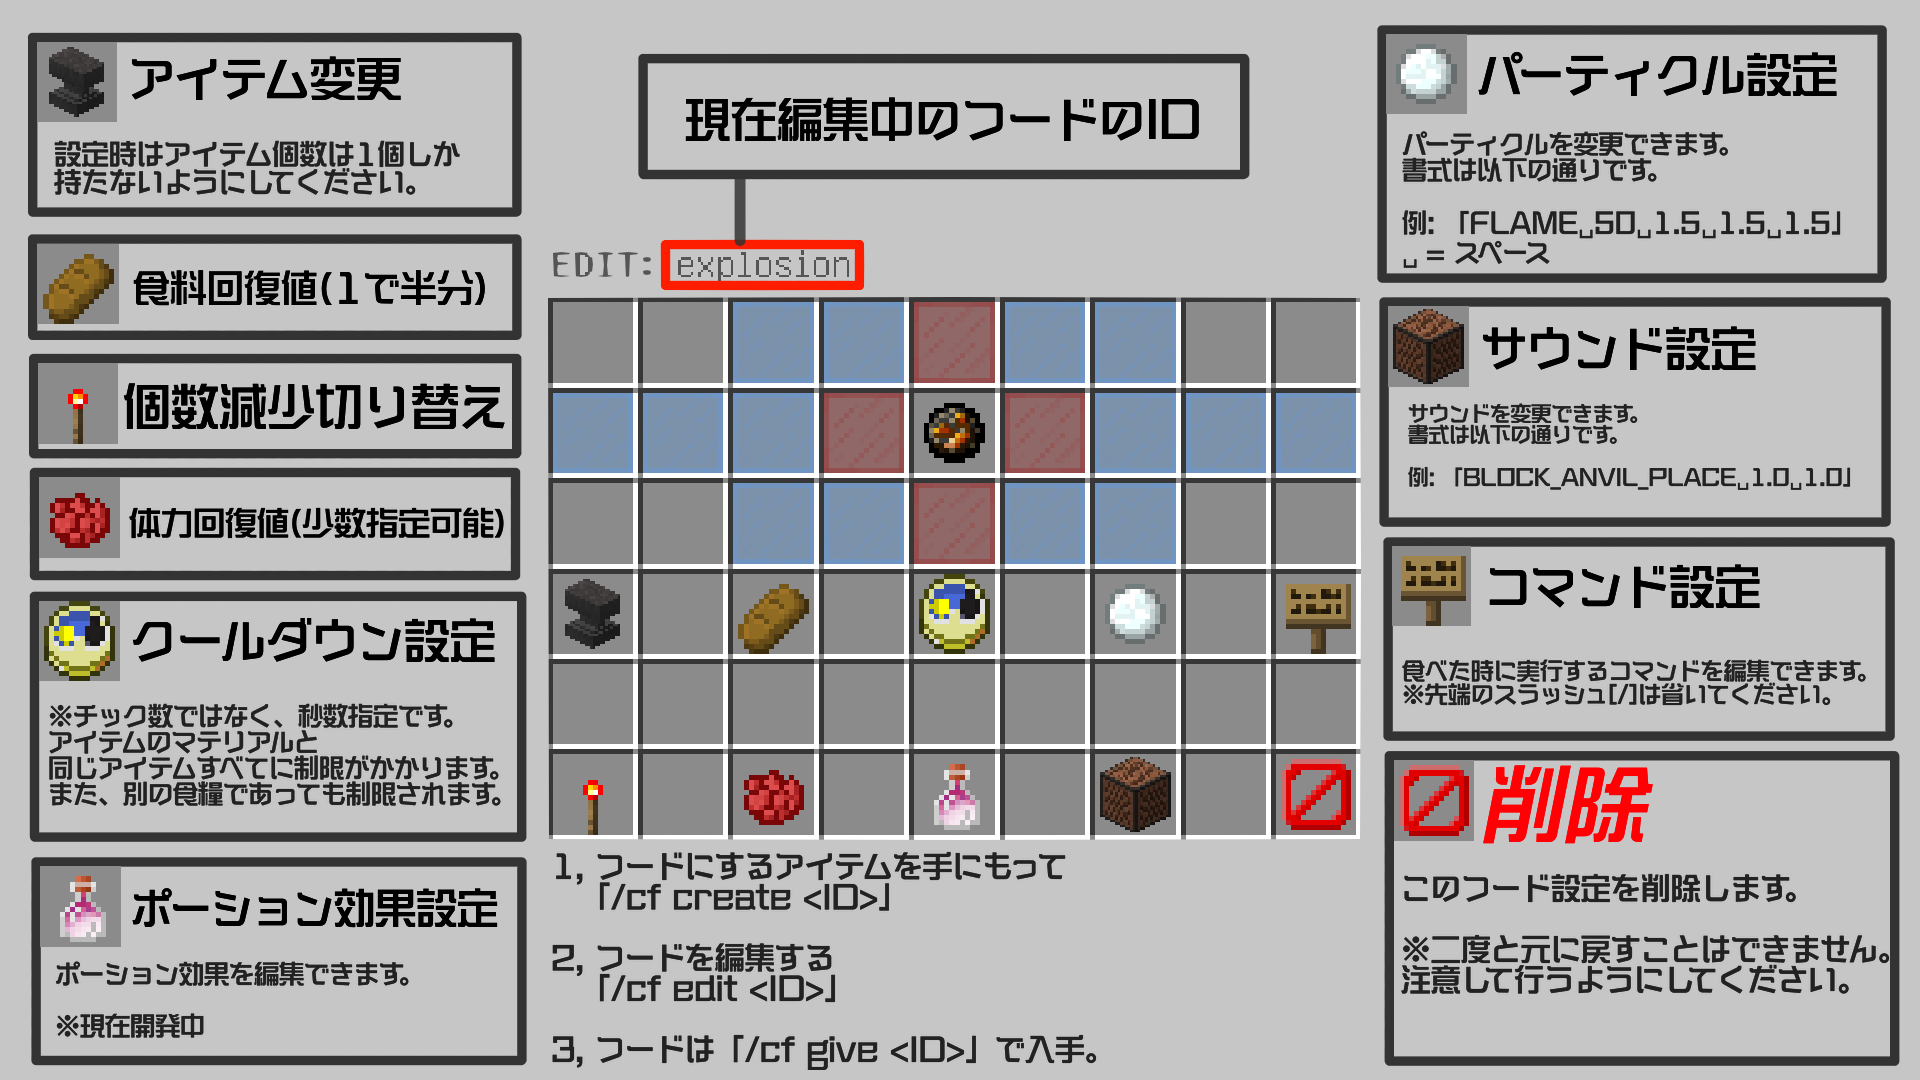 アイテム変更
設定時はアイテム個数は1個しか
持たないようにしてください。
食料回復値(1で半分)
個数減少切り替え
体力回復値(少数指定可能)
クールダウン設定
※チック数ではなく、秒数指定です。
アイテムのマテリアルと
同じアイテムすべてに制限がかかります。
また、別の食糧であっても制限されます。
ポーション効果設定
ポーション効果を編集できます。
※現在開発中
現在編集中のフードのID
EDIT: explosion
1, フードにするアイテムを手にもって
「/cf create <ID>」
2, フードを編集する
「/cf edit <ID>」
3, フードは「/cf give <ID>」で入手。
パーティクル設定
パーティクルを変更できます。
書式は以下の通りです。
例: 「FLAME␣50␣1.5␣1.5␣1.5」
␣ = スペース
サウンド設定
サウンドを変更できます。
書式は以下の通りです。
例: 「BLOCK_ANVIL_PLACE␣1.0␣1.0」
コマンド設定
食べた時に実行するコマンドを編集できます。
※先端のスラッシュ[/]は省いてください。
削除
このフード設定を削除します。
※二度と元に戻すことはできません。
注意して行うようにしてください。